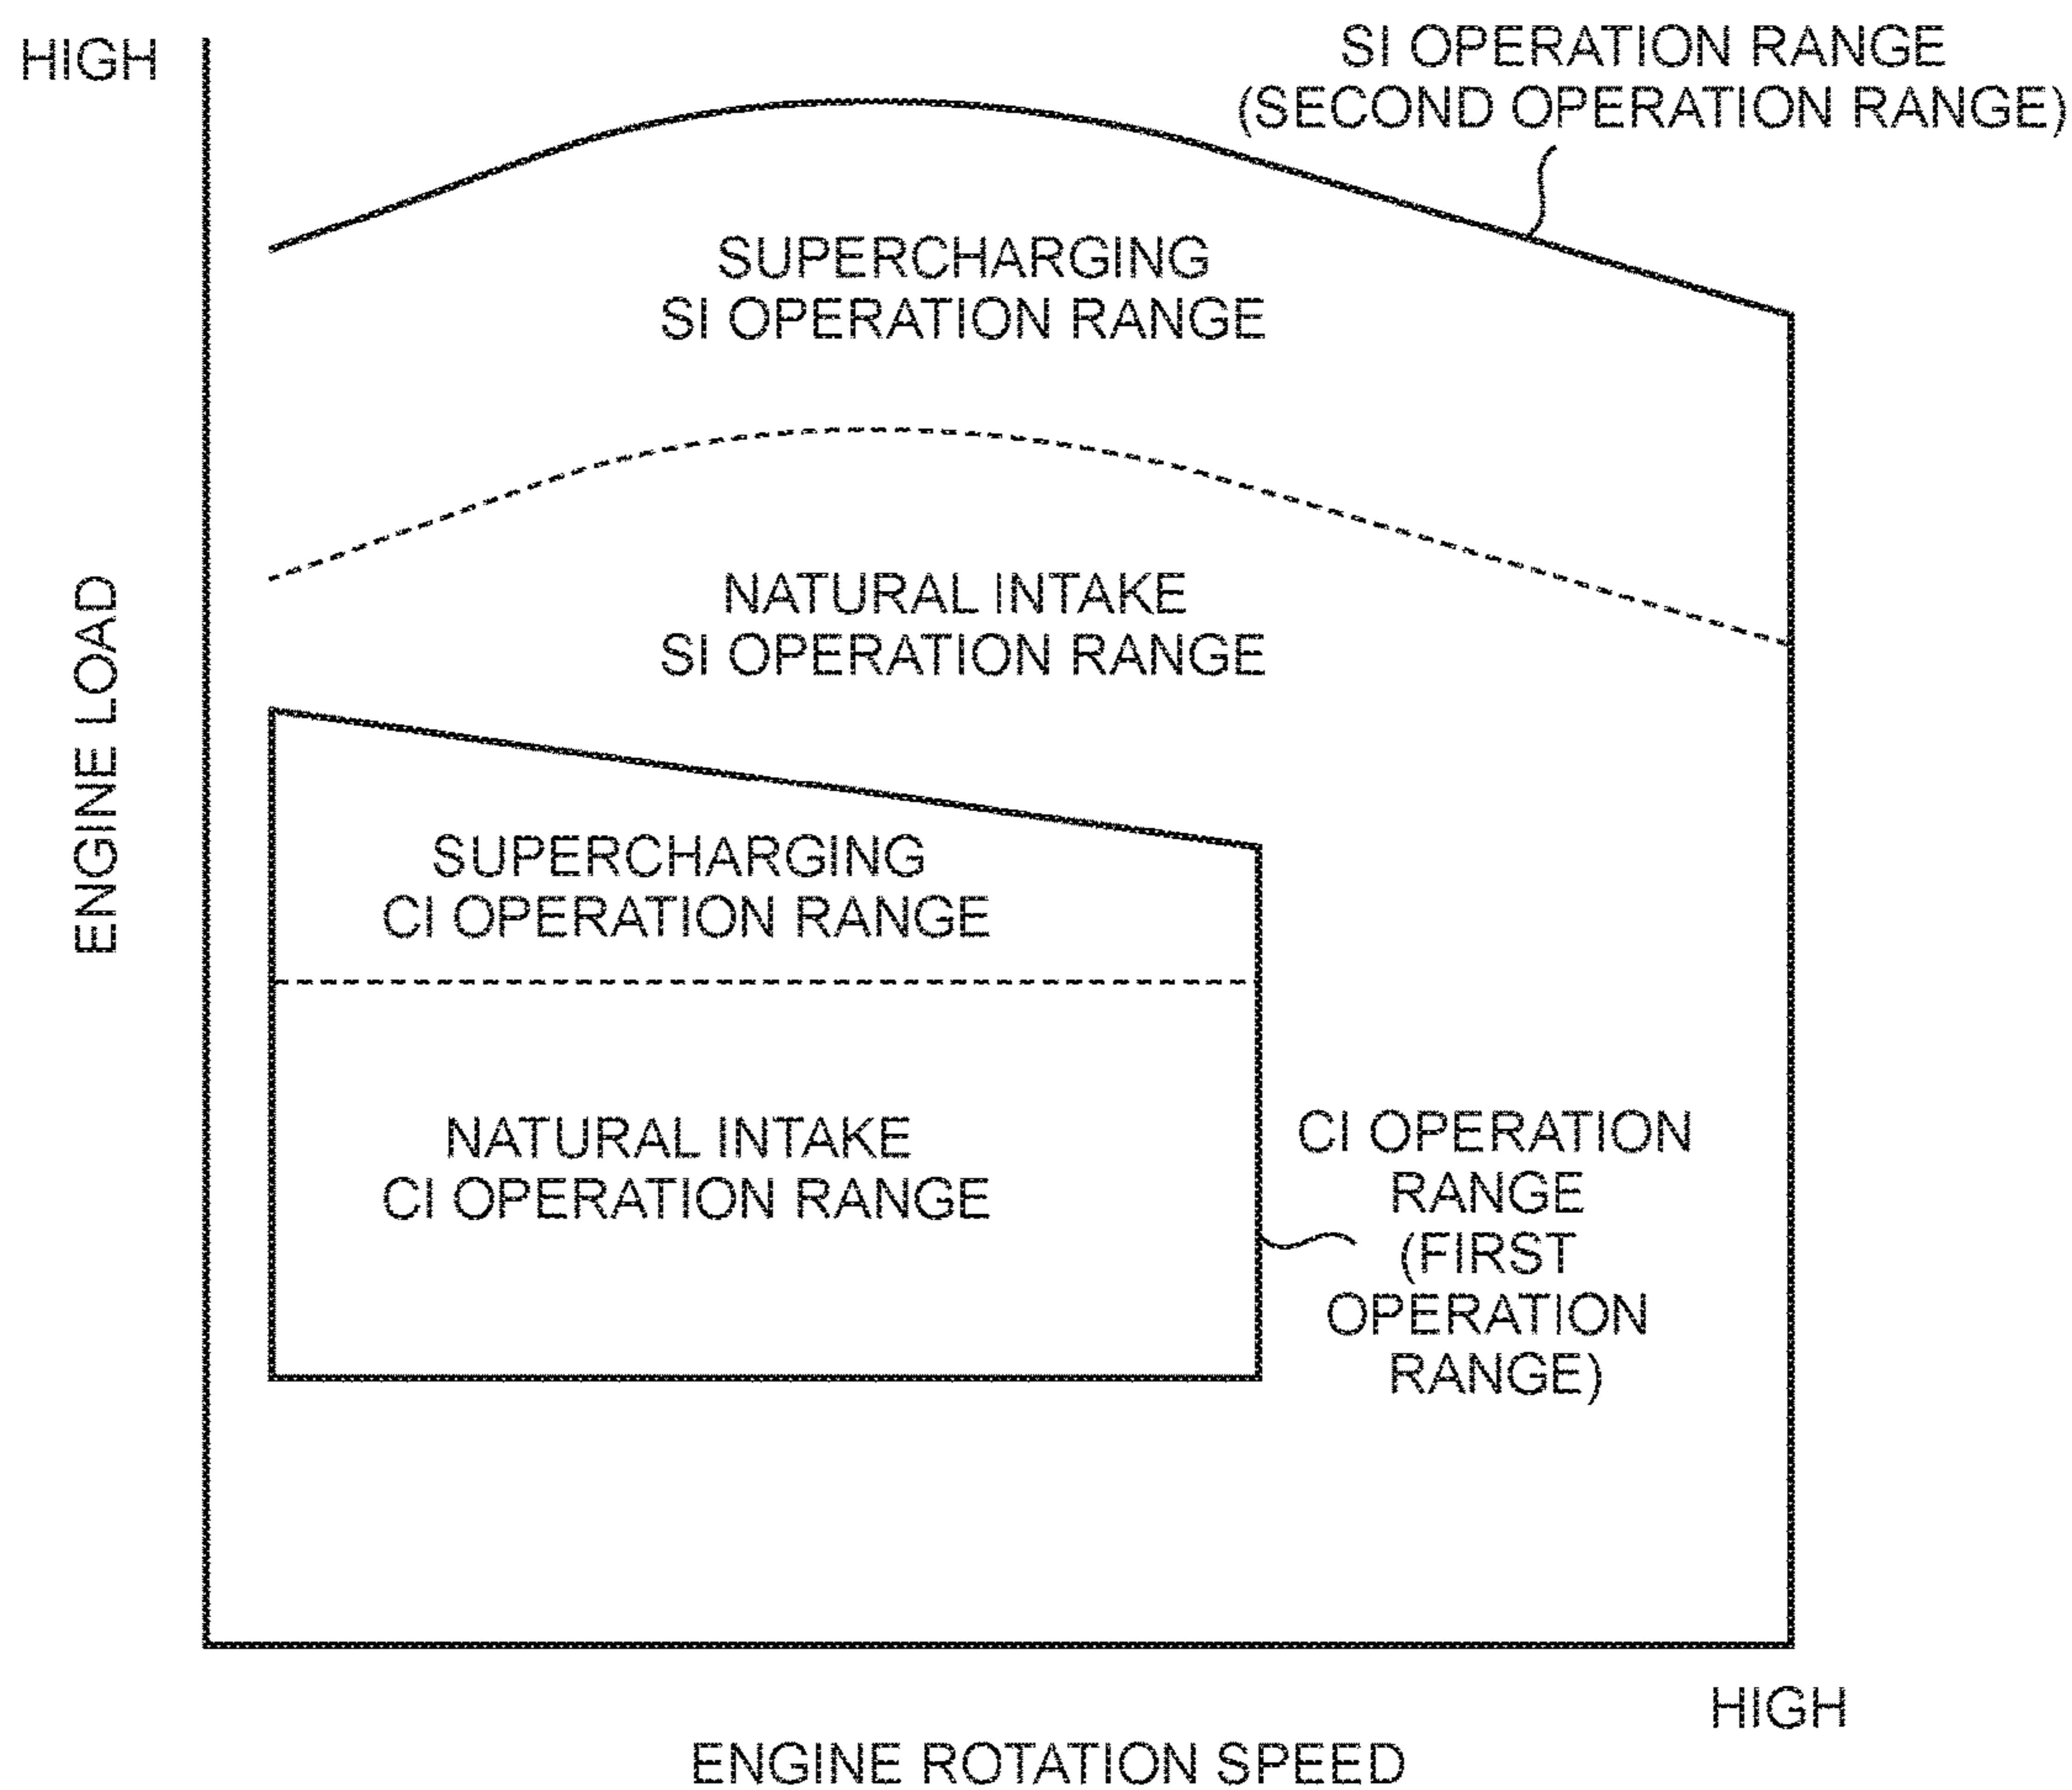 HIGH
SI OPERATION RANGE
(SECOND OPERATION RANGE)
SUPERCHARGING
SI OPERATION RANGE
NATURAL INTAKE
SI OPERATION RANGE
ENGINE LOAD
SUPERCHARGING
CI OPERATION RANGE
NATURAL INTAKE
CI OPERATION RANGE
CI OPERATION
RANGE
(FIRST
OPERATION
RANGE)
HIGH
ENGINE ROTATION SPEED